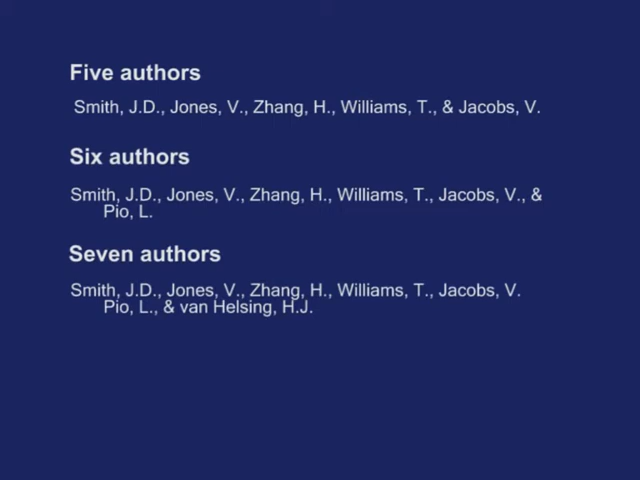 Five authors
Smith, J.D., Jones, V., Zhang, H., Williams, T., & Jacobs, V.
Six authors
Smith, J.D., Jones, V., Zhang, H., Williams, T., Jacobs, V., &
Pio, L.
Seven authors
Smith, J.D., Jones, V., Zhang, H., Williams, T., Jacobs, V.
Pio, L., & van Helsing, H.J.